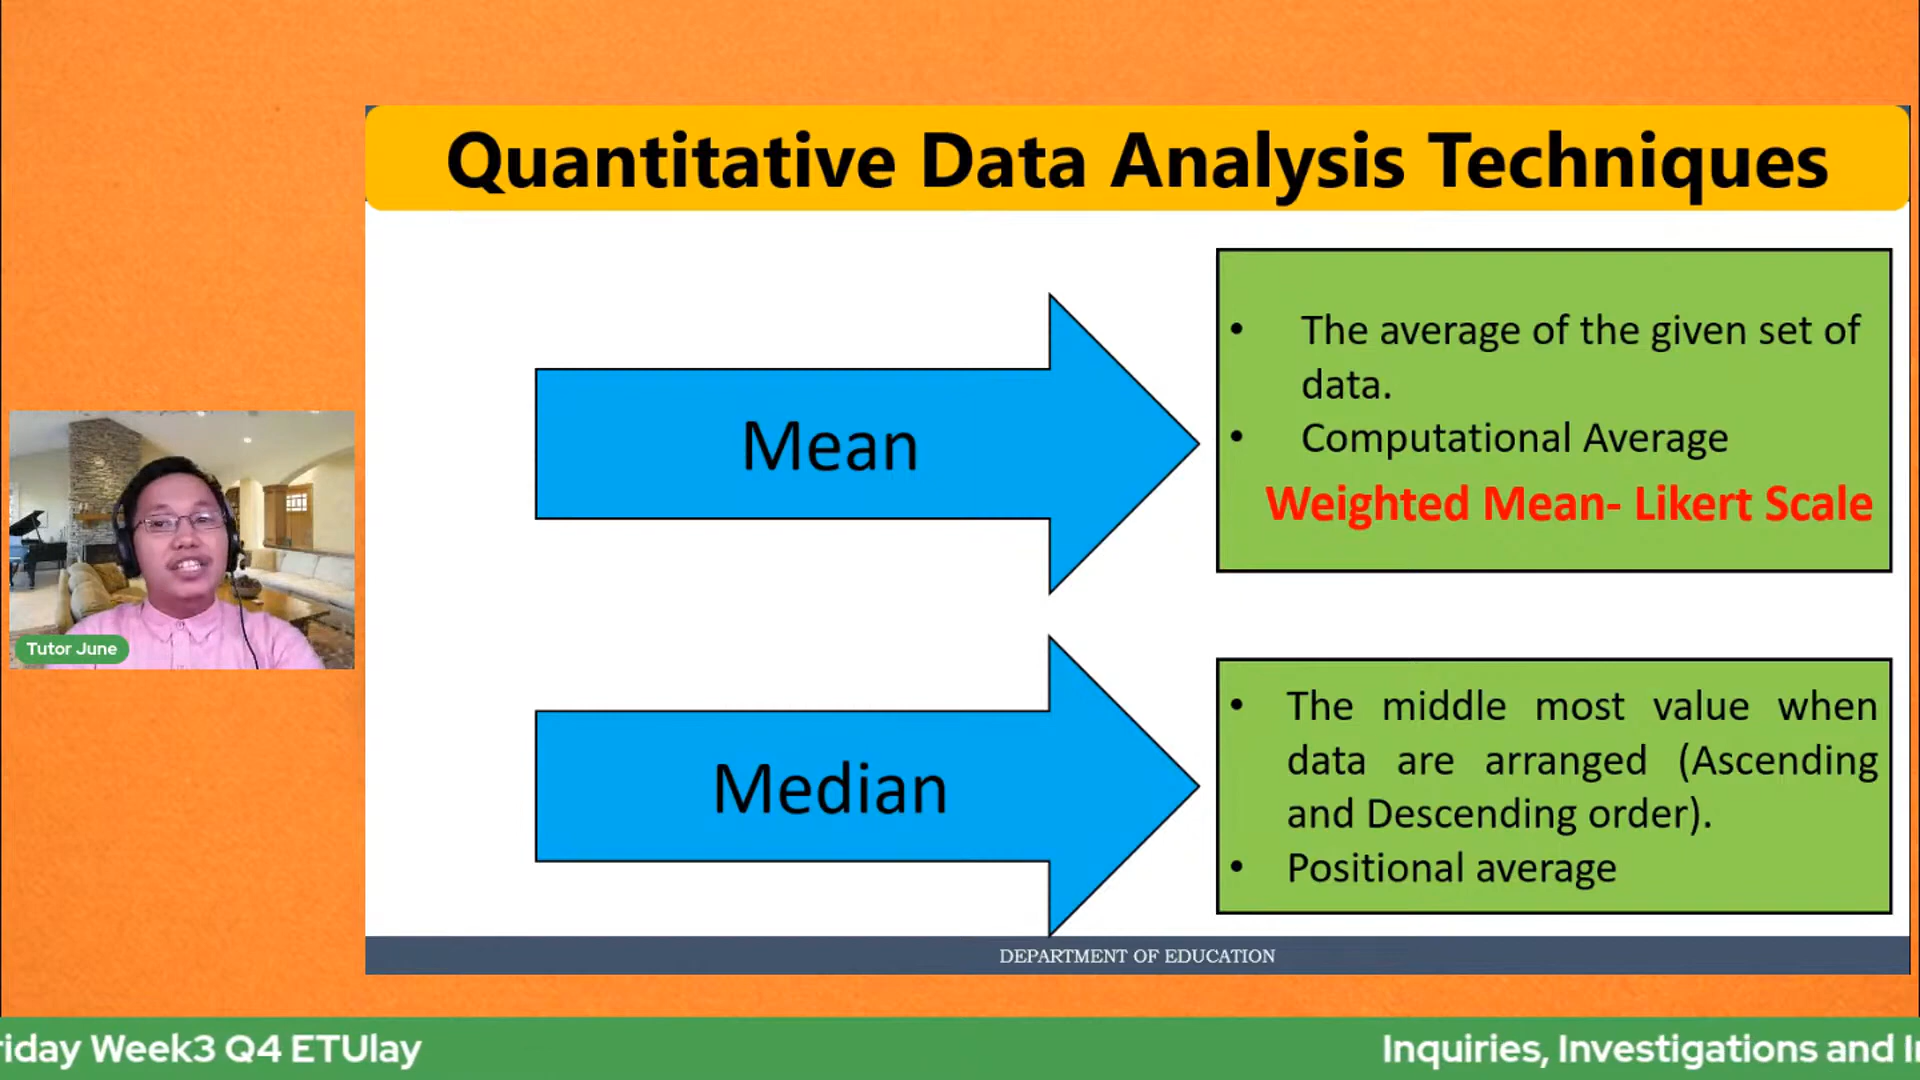 Quantitative Data Analysis Techniques
Mean
• The average of the given set of
data.
• Computational Average
Weighted Mean- Likert Scale
Median
• The middle most value when
data are arranged (Ascending
and Descending order).
• Positional average
DEPARTMENT OF EDUCATION
Tutor June
riday Week3 Q4 ETUlay
Inquiries, Investigations and I